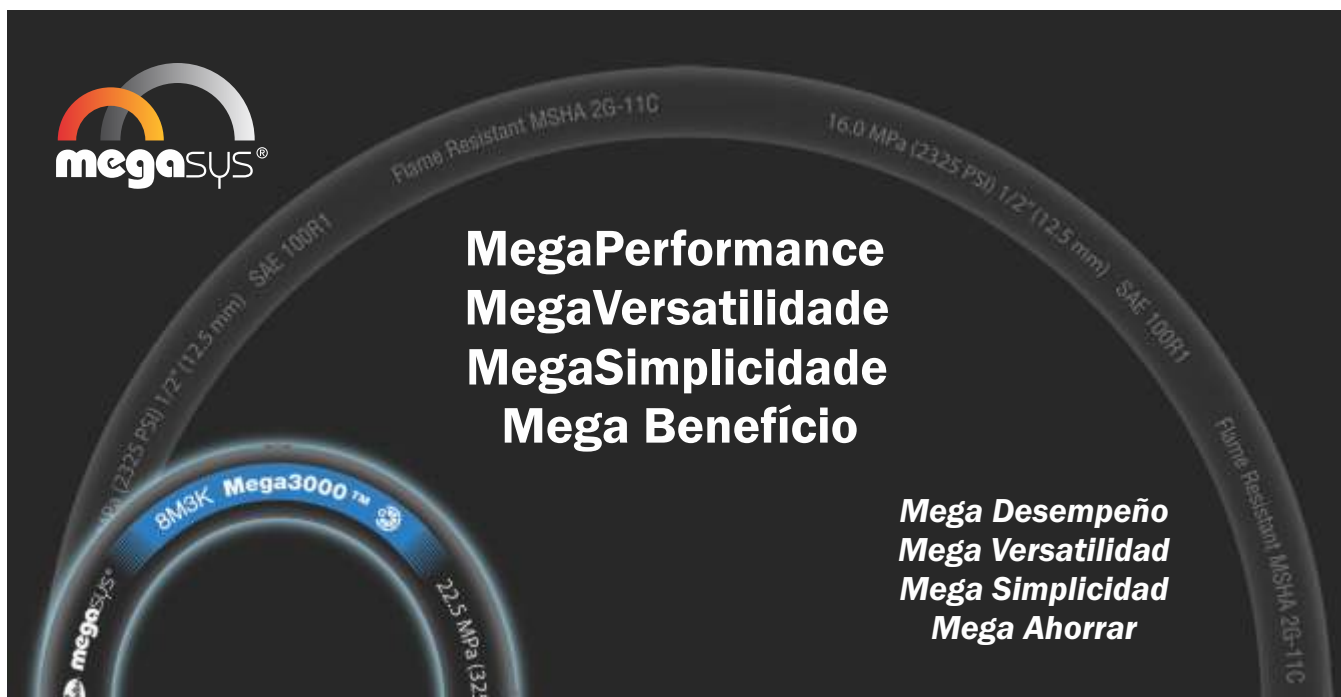 megasys®
Flame Resistant MSHA 2G-11C
16.0 MPa (2325 PSI) 1/2" (12.5 mm) SAE 100R1
Flame Resistant MSHA 2G-11C
(2325 PSI) 1/2" (12.5 mm) SAE 100R1
MegaPerformance
MegaVersatilidade
MegaSimplicidade
Mega Benefício
8M3K Mega3000™
megasys®
22.5 MPa
Mega Desempeño
Mega Versatilidad
Mega Simplicidad
Mega Ahorrar